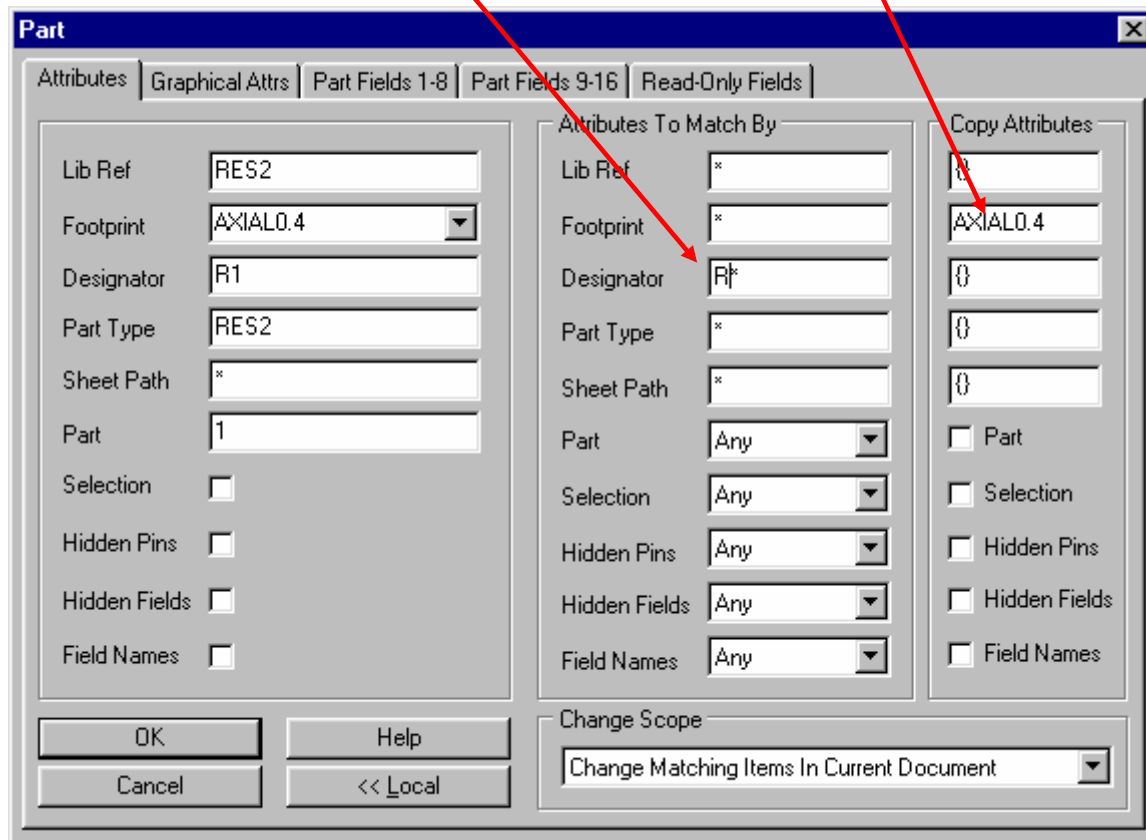 Part
Attributes Graphical Attrs Part Fields 1-8 Part Fields 9-16 Read-Only Fields
Lib Ref RES2
Footprint AXIAL0.4
Designator R1
Part Type RES2
Sheet Path *
Part 1
Selection
Hidden Pins
Hidden Fields
Field Names
Attributes To Match By
Lib Ref *
Footprint *
Designator R*
Part Type *
Sheet Path *
Part Any
Selection Any
Hidden Pins Any
Hidden Fields Any
Field Names Any
Copy Attributes
{}
AXIAL0.4
{}
{}
{}
Part
Selection
Hidden Pins
Hidden Fields
Field Names
OK Help
Cancel << Local
Change Scope
Change Matching Items In Current Document